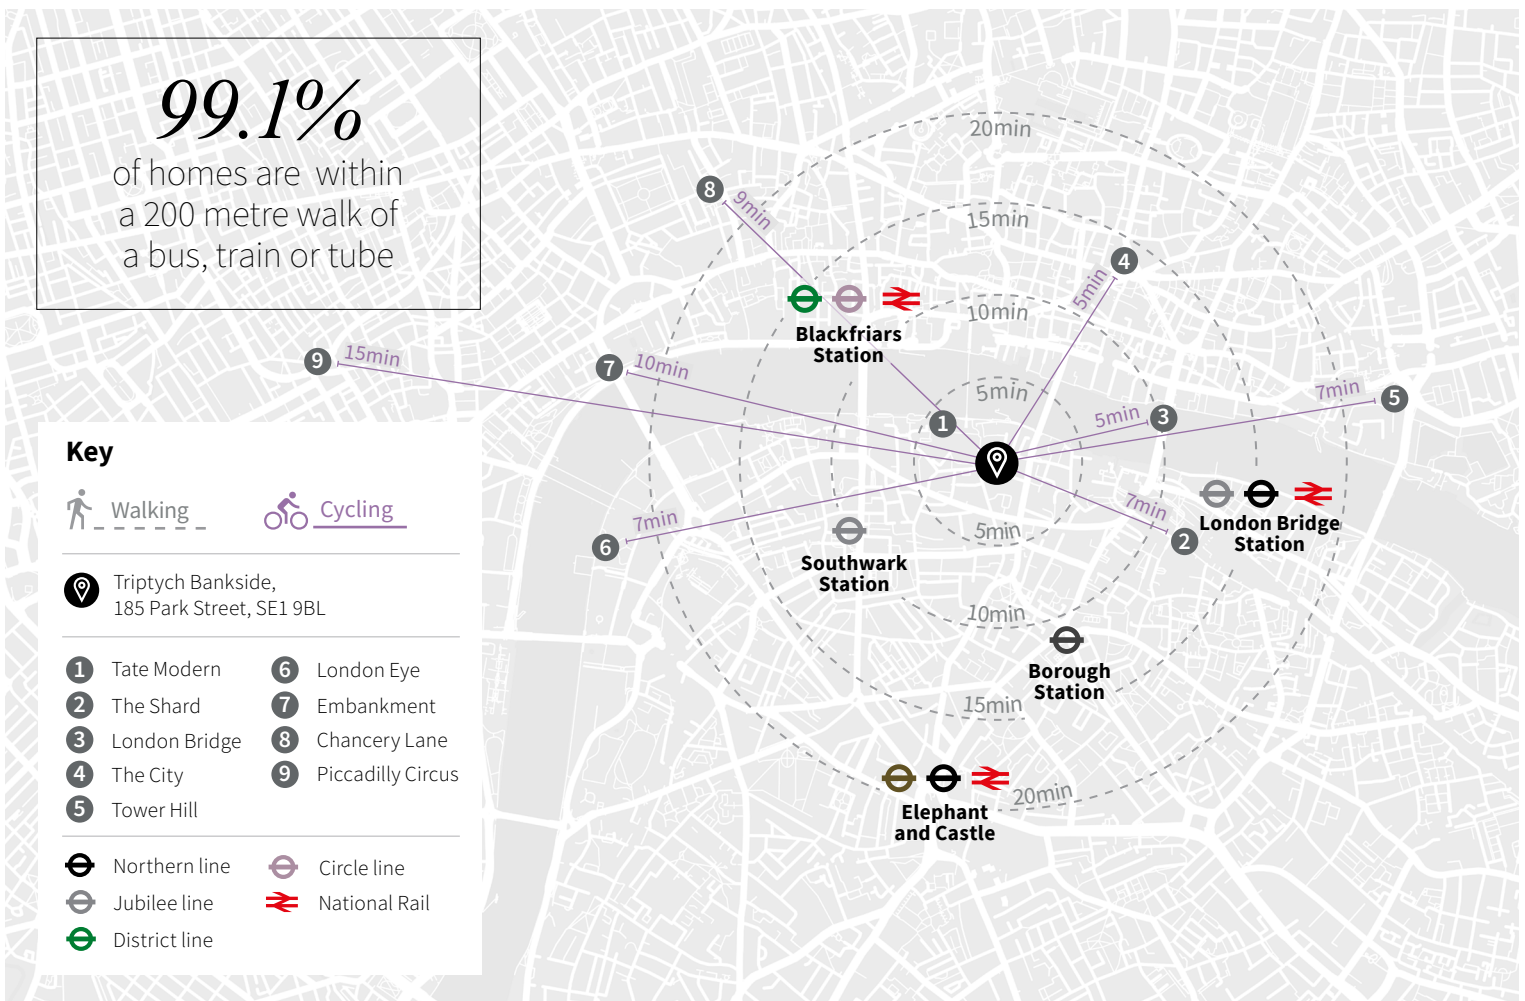 99.1%
of homes are within
a 200 metre walk of
a bus, train or tube
20min
8
9min
15min
4
5min
10min
Blackfriars
Station
9
15min
7
10min
5min
7min
5
1
5min
3
Key
Walking
Cycling
7min
6
7min
2
London Bridge
Station
5min
Southwark
Station
Triptych Bankside,
185 Park Street, SE1 9BL
10min
Borough
Station
15min
1 Tate Modern
2 The Shard
3 London Bridge
4 The City
5 Tower Hill
6 London Eye
7 Embankment
8 Chancery Lane
9 Piccadilly Circus
20min
Elephant
and Castle
Northern line
Jubilee line
District line
Circle line
National Rail